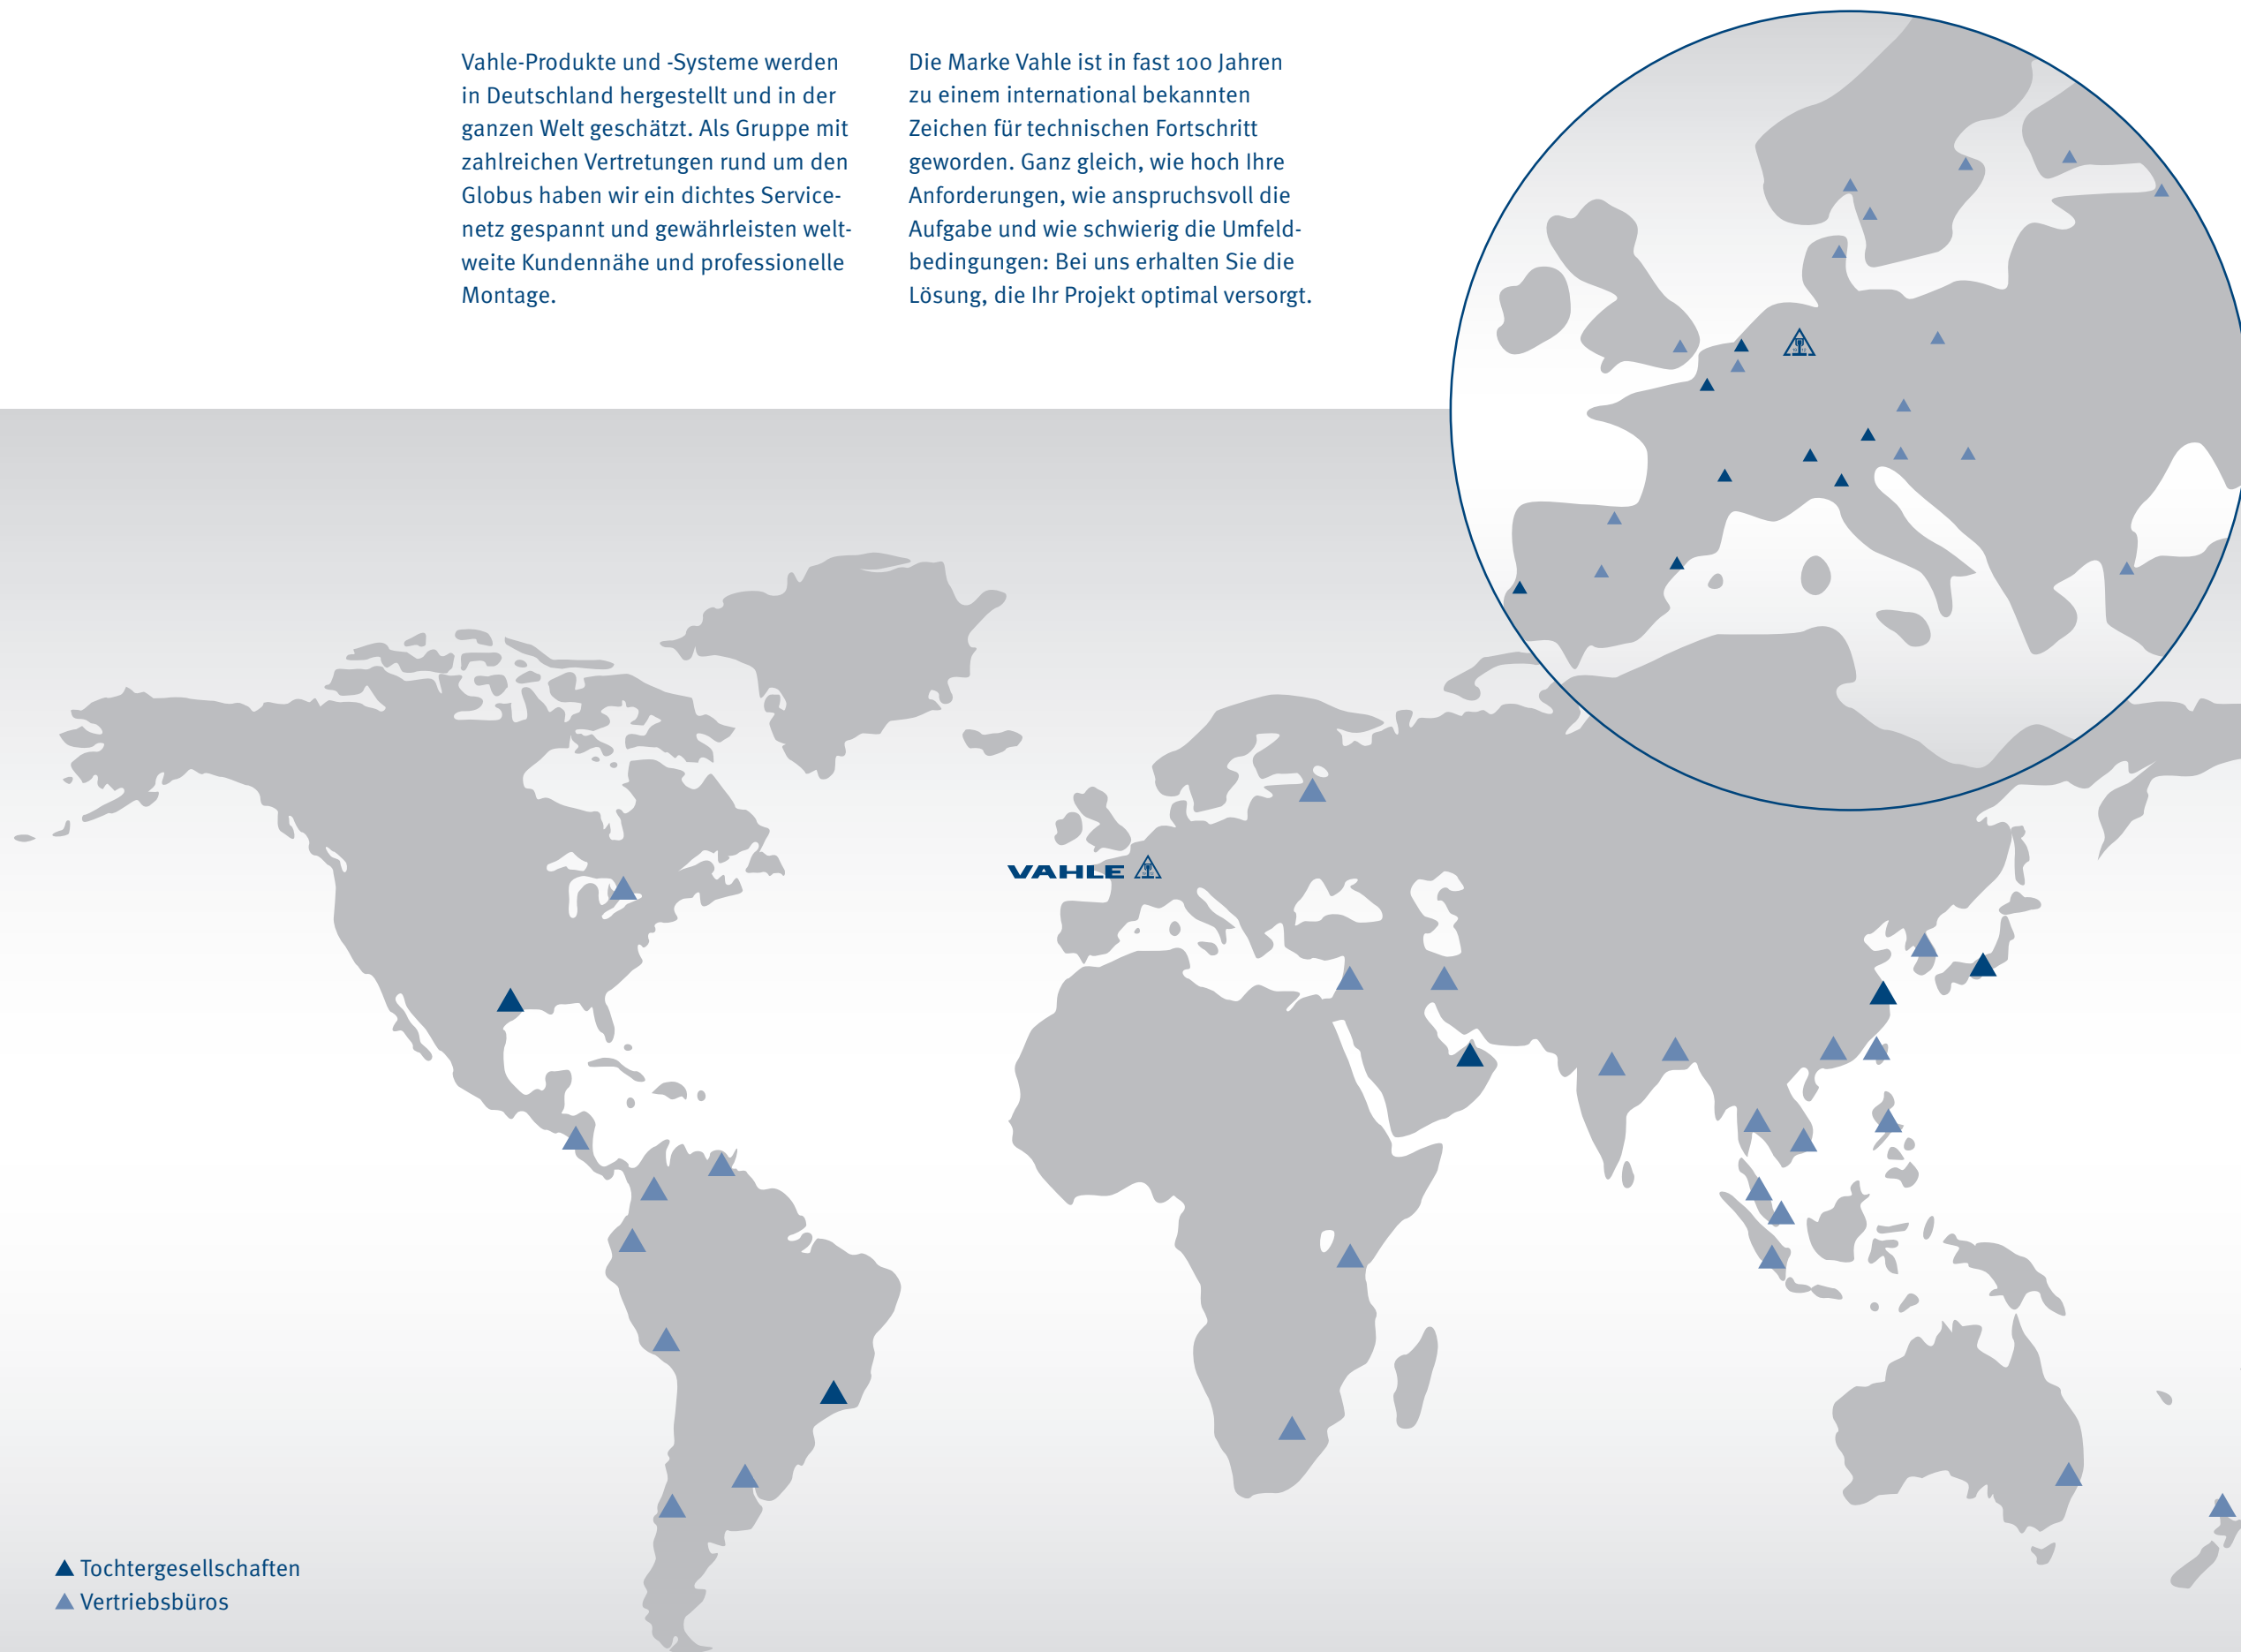 Vahle-Produkte und -Systeme werden
in Deutschland hergestellt und in der
ganzen Welt geschätzt. Als Gruppe mit
zahlreichen Vertretungen rund um den
Globus haben wir ein dichtes Service-
netz gespannt und gewährleisten welt-
weite Kundennähe und professionelle
Montage.
Die Marke Vahle ist in fast 100 Jahren
zu einem international bekannten
Zeichen für technischen Fortschritt
geworden. Ganz gleich, wie hoch Ihre
Anforderungen, wie anspruchsvoll die
Aufgabe und wie schwierig die Umfeld-
bedingungen: Bei uns erhalten Sie die
Lösung, die Ihr Projekt optimal versorgt.
VAHLE
Tochtergesellschaften
Vertriebsbüros